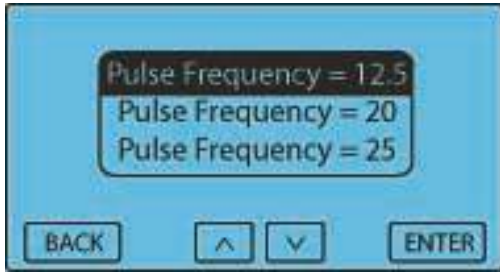 Pulse Frequency = 12.5
Pulse Frequency = 20
Pulse Frequency = 25
BACK
ENTER